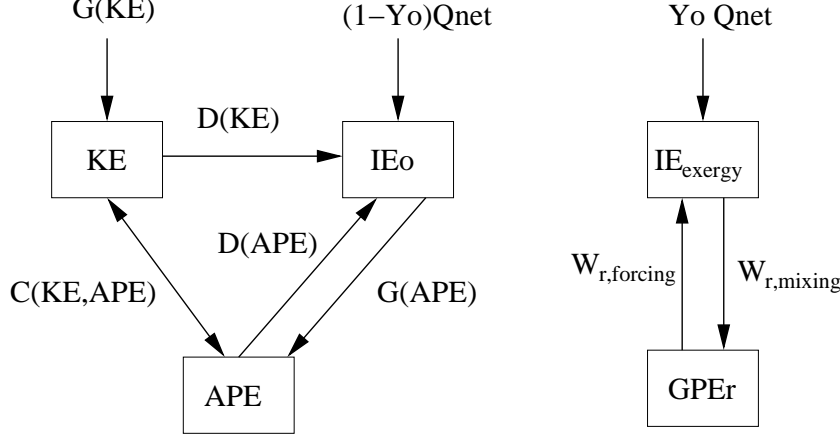 G(KE)
(1−Yo)Qnet
Yo Qnet
D(KE)
KE
IEo
IEexergy
D(APE)
C(KE,APE)
G(APE)
Wr,forcing
Wr,mixing
APE
GPEr